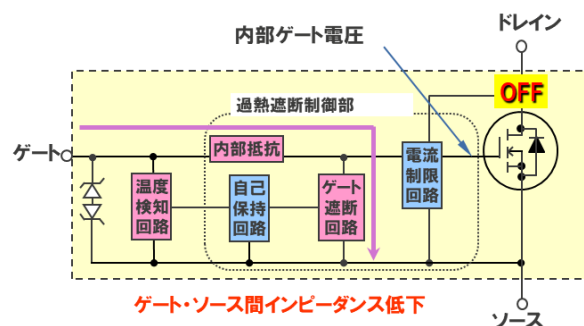 ドレイン
内部ゲート電圧
OFF
過熱遮断制御部
ゲート
内部抵抗
電流
制限
回路
温度
検知
回路
自己
保持
回路
ゲート
遮断
回路
ゲート・ソース間インピーダンス低下
ソース